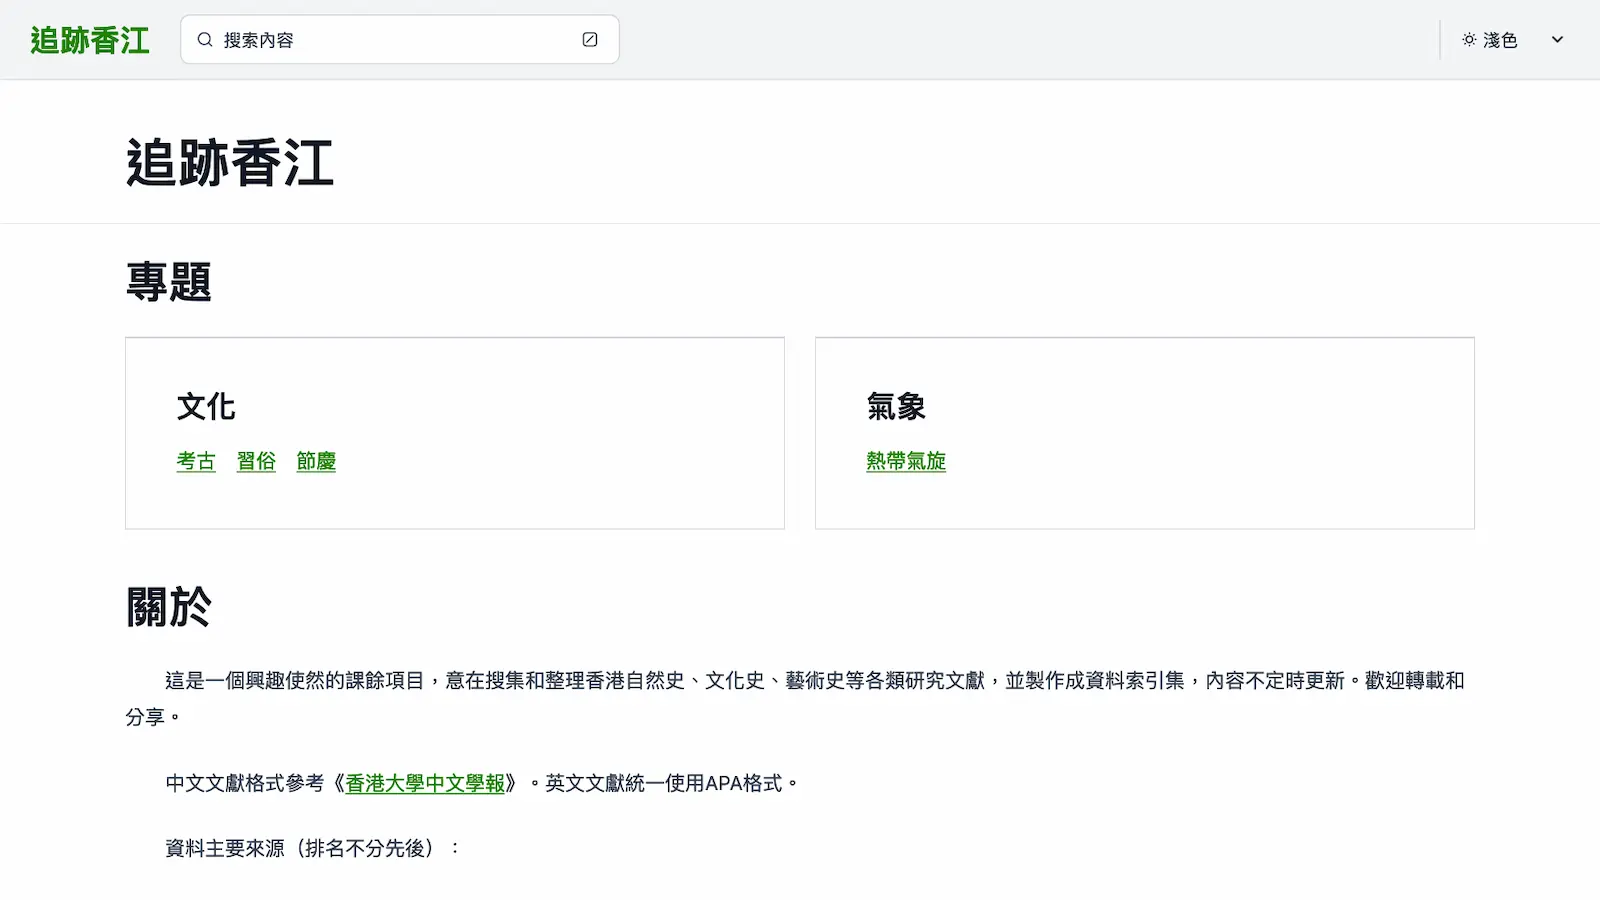 追跡香江
搜索內容
淺色
追跡香江
專題
文化
考古 習俗 節慶
氣象
熱帶氣旋
關於
這是一個興趣使然的課餘項目，意在搜集和整理香港自然史、文化史、藝術史等各類研究文獻，並製作成資料索引集，內容不定時更新。歡迎轉載和
分享。
中文文獻格式參考《香港大學中文學報》。英文文獻統一使用APA格式。
資料主要來源（排名不分先後）：